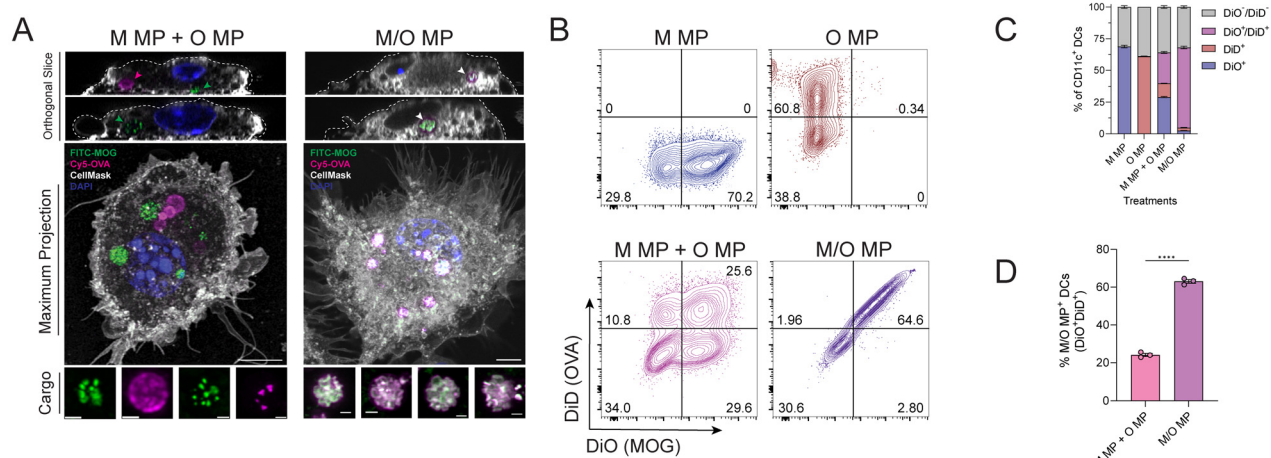 A
M MP + O MP
M/O MP
Orthogonal Slice
FITC-MOG
Cy5-OVA
CellMask
DAPI
FITC-MOG
Cy5-OVA
CellMask
DAPI
Maximum Projection
Cargo
B
M MP
0
0
29.8
70.2
O MP
60.8
0.34
38.8
0
M MP + O MP
25.6
10.8
34.0
29.6
M/O MP
1.96
64.6
30.6
2.80
DiD (OVA)
DiO (MOG)
C
% of CD11c⁺ DCs
100
75
50
25
0
M MP
O MP
M MP + O MP
M/O MP
Treatments
DiO⁻/DiD⁻
DiO⁺/DiD⁺
DiD⁺
DiO⁺
D
% M/O MP⁺ DCs
(DiO⁺DiD⁺)
80
60
40
20
0
****
MP + O MP
M/O MP